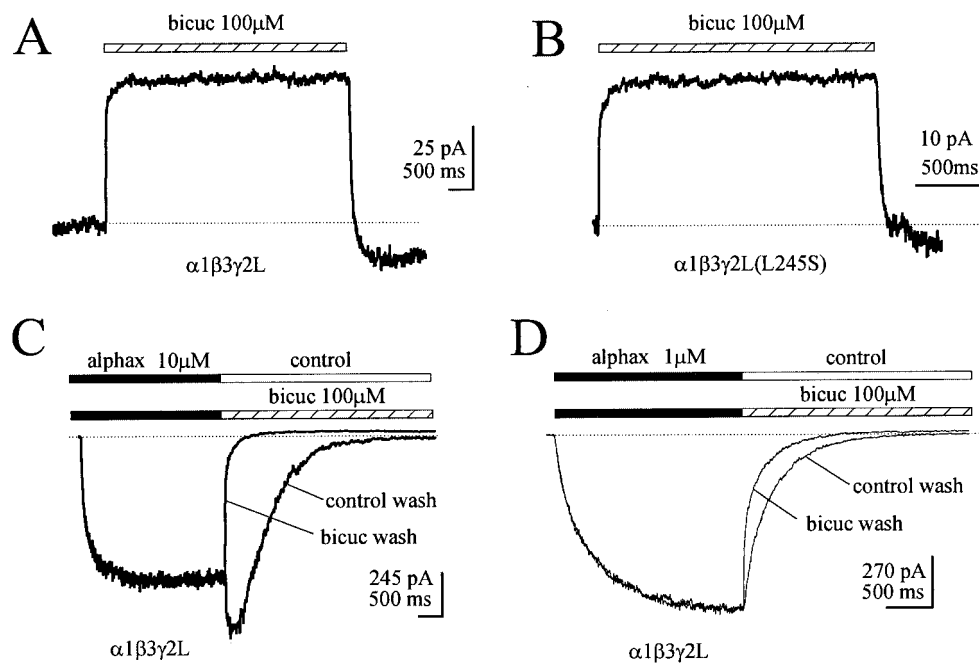 A
bicuc 100μM
25 pA
500 ms
α1β3γ2L
B
bicuc 100μM
10 pA
500ms
α1β3γ2L(L245S)
C
alphax 10μM control
bicuc 100μM
control wash
bicuc wash
245 pA
500 ms
α1β3γ2L
D
alphax 1μM control
bicuc 100μM
control wash
bicuc wash
270 pA
500 ms
α1β3γ2L